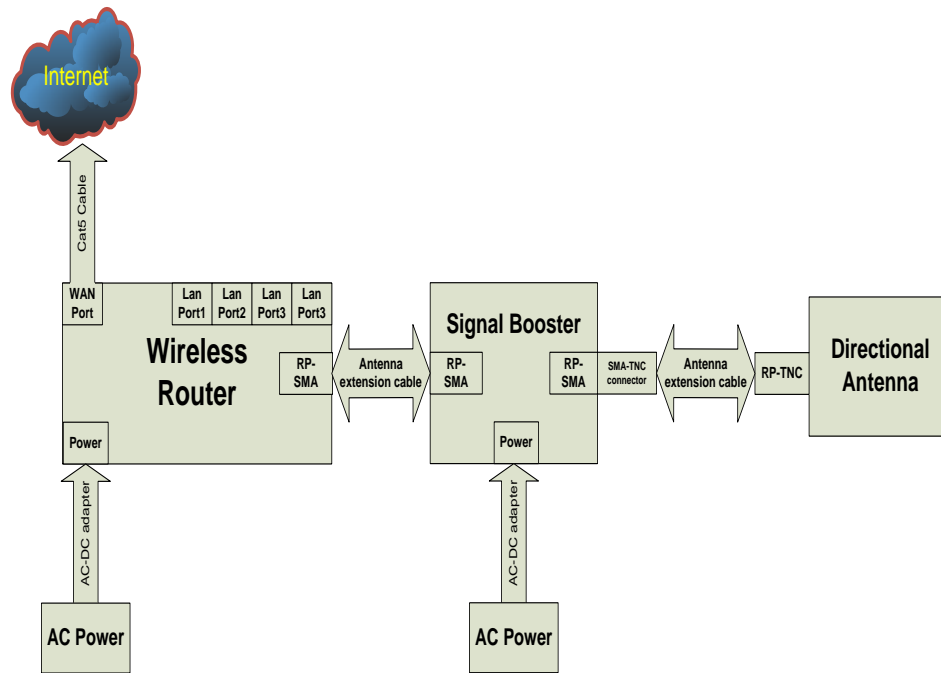 Internet
Cat5 Cable
WAN
Port
Lan
Port1
Lan
Port2
Lan
Port3
Lan
Port3
Wireless
Router
RP-
SMA
Power
Antenna
extension cable
Signal Booster
RP-
SMA
RP-
SMA
SMA-TNC
connector
Power
Antenna
extension cable
RP-TNC
Directional
Antenna
AC-DC adapter
AC Power
AC-DC adapter
AC Power